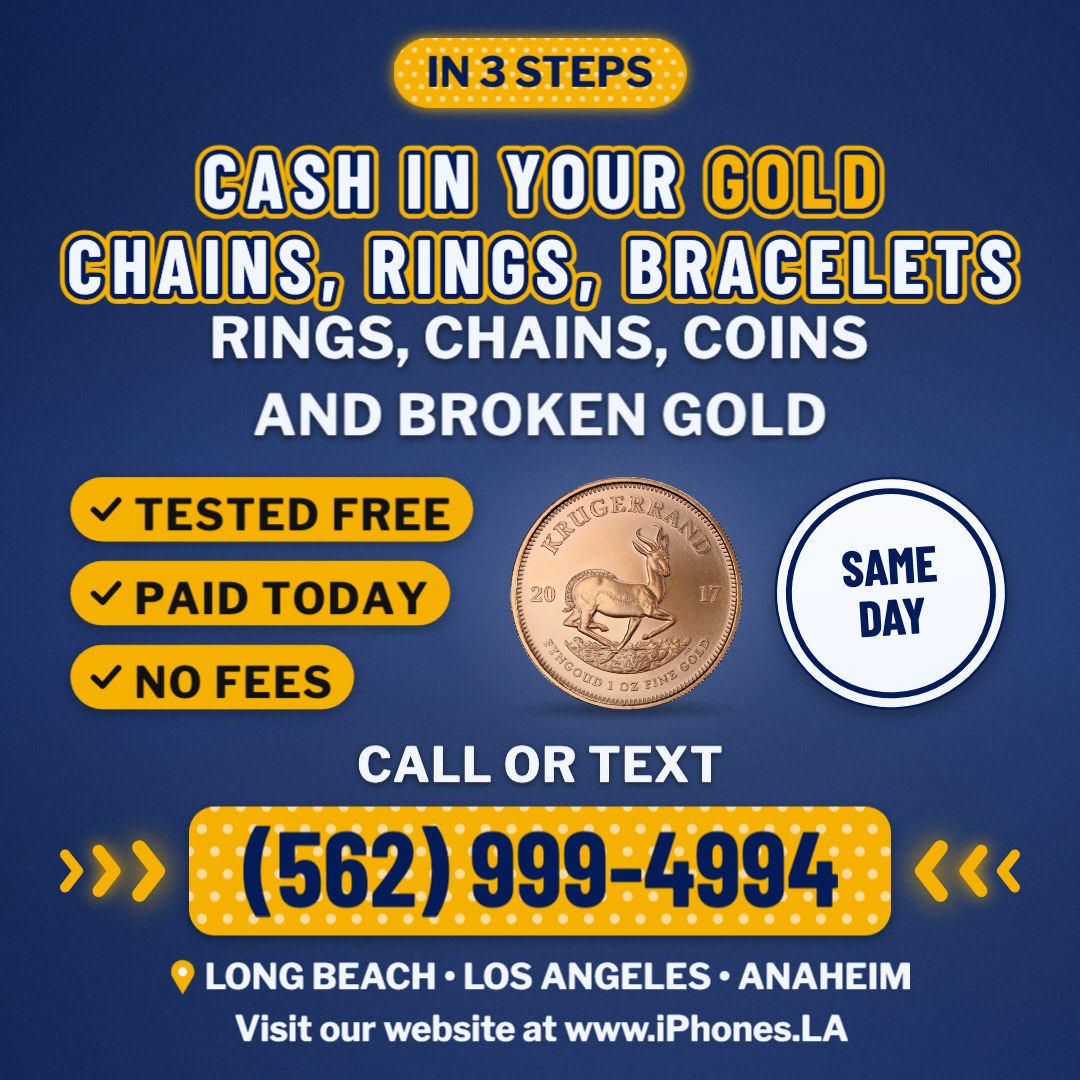 IN 3 STEPS
CASH IN YOUR GOLD
CHAINS, RINGS, BRACELETS
RINGS, CHAINS, COINS
AND BROKEN GOLD
TESTED FREE
PAID TODAY
NO FEES
KRUGERRAND
20 17
FYNGOUD 1 OZ FINE GOLD
SAME
DAY
CALL OR TEXT
(562) 999-4994
LONG BEACH • LOS ANGELES • ANAHEIM
Visit our website at www.iPhones.LA